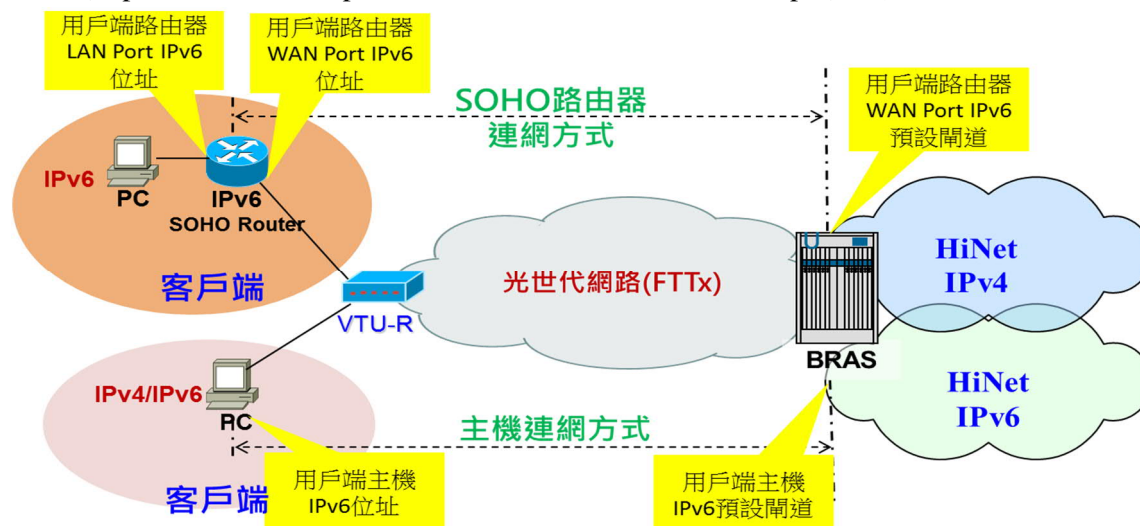 用戶端路由器
LAN Port IPv6
位址
用戶端路由器
WAN Port IPv6
位址
用戶端路由器
WAN Port IPv6
預設閘道
SOHO路由器
連網方式
IPv6
PC
IPv6
SOHO Router
客戶端
VTU-R
光世代網路(FTTx)
BRAS
HiNet
IPv4
HiNet
IPv6
IPv4/IPv6
PC
主機連網方式
客戶端
用戶端主機
IPv6位址
用戶端主機
IPv6預設閘道